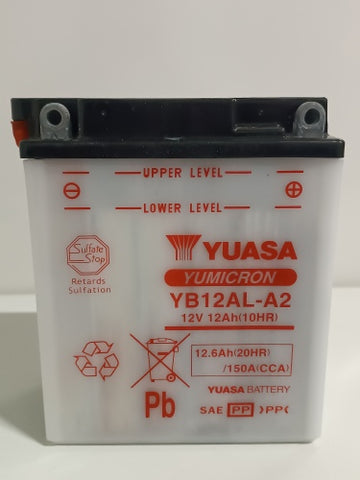 UPPER LEVEL
LOWER LEVEL
Sulfate
Stop
Retards
Sulfation
YUASA
YUMICRON
YB12AL-A2
12V 12Ah(10HR)
12.6Ah(20HR)
/150A(CCA)
YUASA BATTERY
Pb
SAE PP >PP<